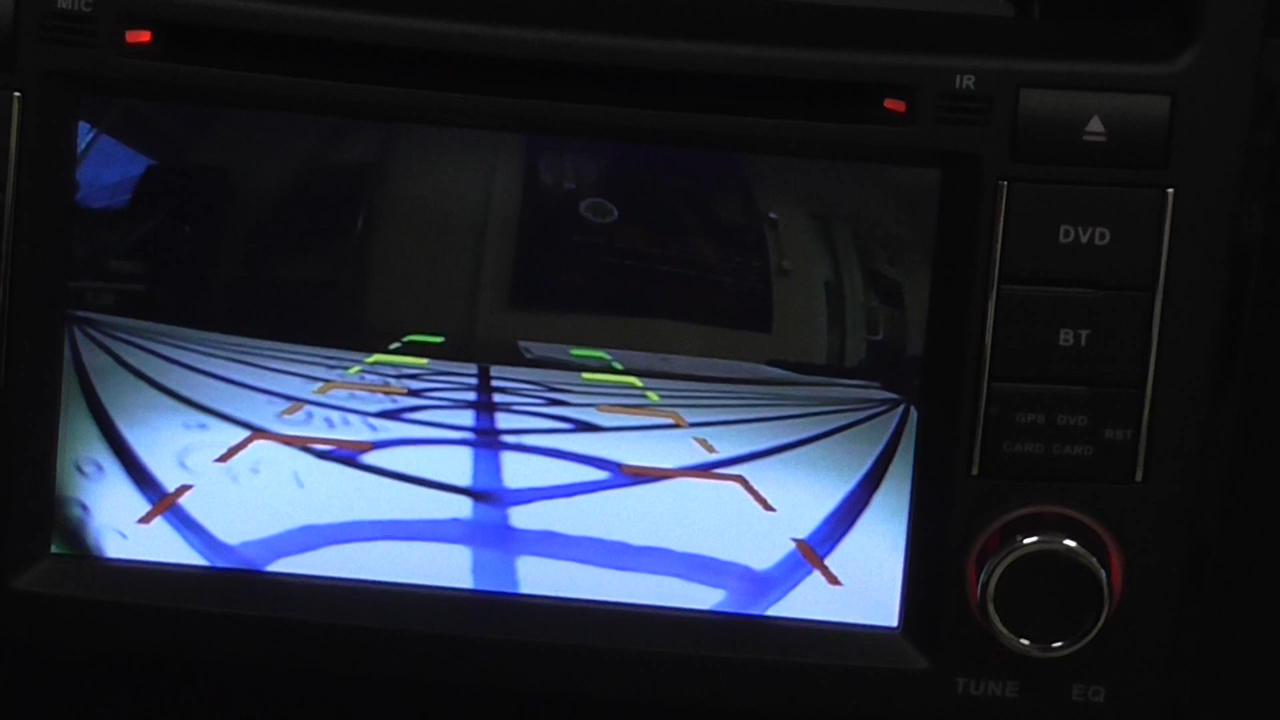 MIC
IR
DVD
BT
GPS DVD
RST
CARD CARD
TUNE EQ